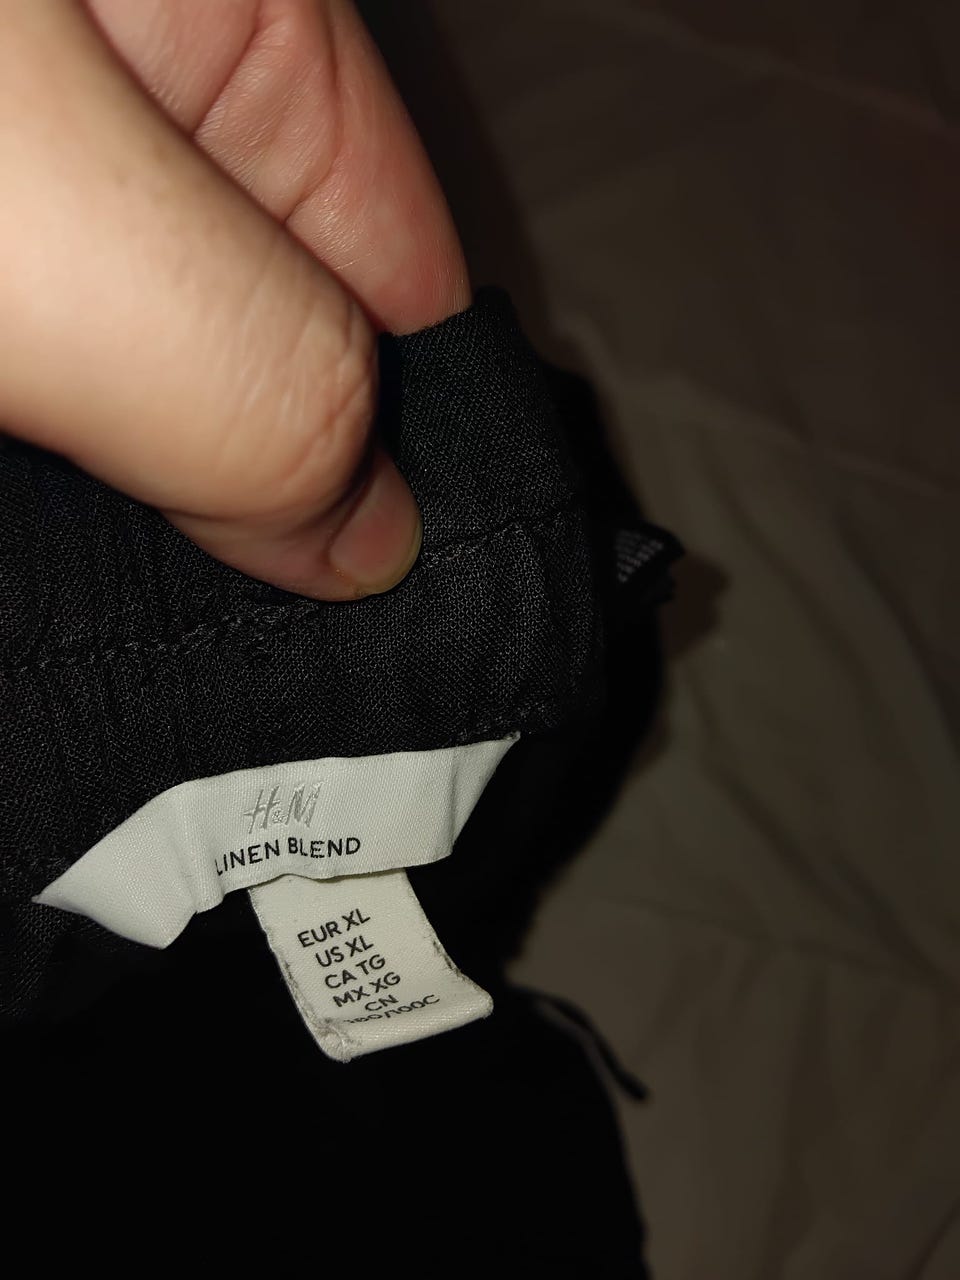 H&M
LINEN BLEND
EUR XL
US XL
CA TG
MX XG
CN